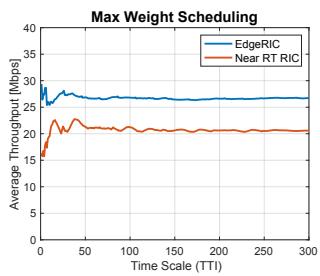 Max Weight Scheduling
EdgeRIC
Near RT RIC
Average Throughput [Mbps]
40
35
30
25
20
15
10
5
0
0 50 100 150 200 250 300
Time Scale (TTI)